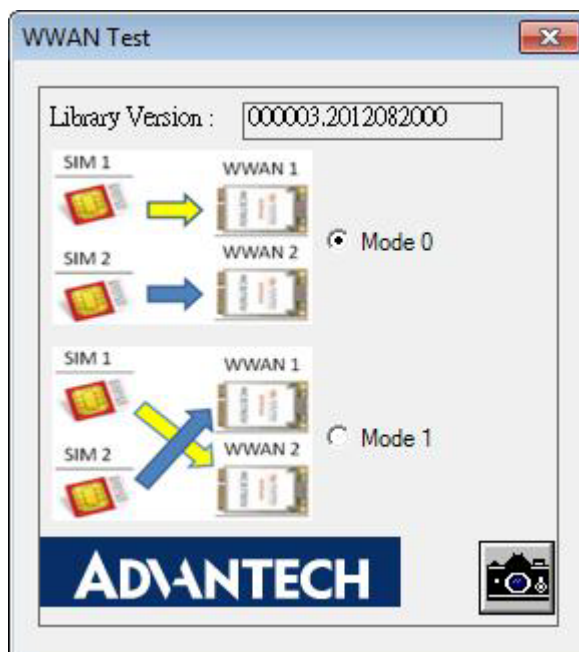 WWAN Test
Library Version : 000003.2012082000
SIM 1
WWAN 1
SIM 2
WWAN 2
Mode 0
SIM 1
WWAN 1
SIM 2
WWAN 2
Mode 1
ADVANTECH